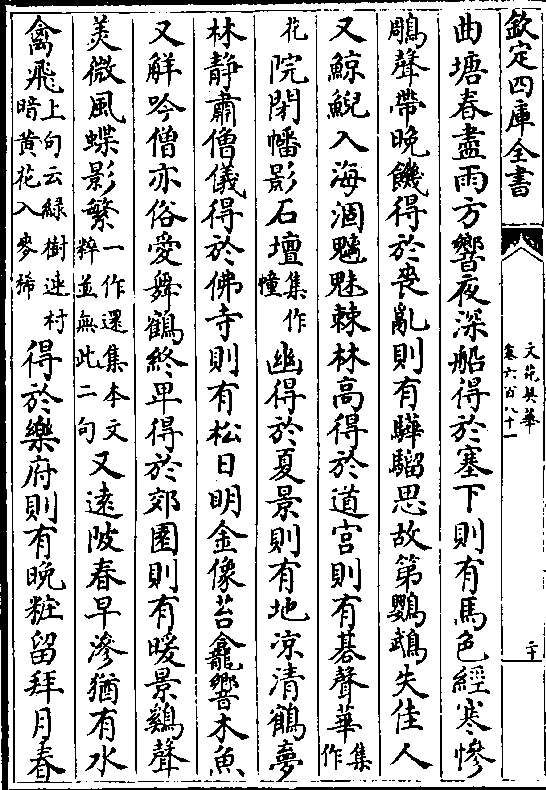 欽定四庫全書
文苑英華
卷六百八十一
二十
曲塘春盡雨方響夜深船得於塞下則有馬色經寒慘
鵰聲帶晚饑得於喪亂則有驊騮思故第鸚鵡失佳人
又鯨鯢入海涸魑魅棘林高得於道宮則有碁聲華集作
花院閉幡影石壇集作幢幽得於夏景則有地涼清鶴夢
林靜肅僧儀得於佛寺則有松日明金像苔龕響木魚
又解吟僧亦俗愛舞鶴終卑得於郊園則有暖景鷄聲
美微風蝶影繁一作還集本文粹並無此二句又遠陂春早滲猶有水
禽飛上句云綠樹連村暗黄花入麥稀得於樂府則有晚粧留拜月春